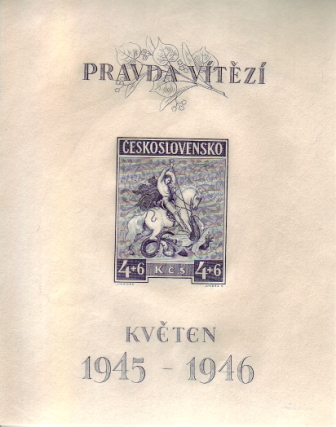 PRAVDA VÍTĚZÍ
ČESKOSLOVENSKO
4+6 KČS 4+6
KVĚTEN
1945 - 1946